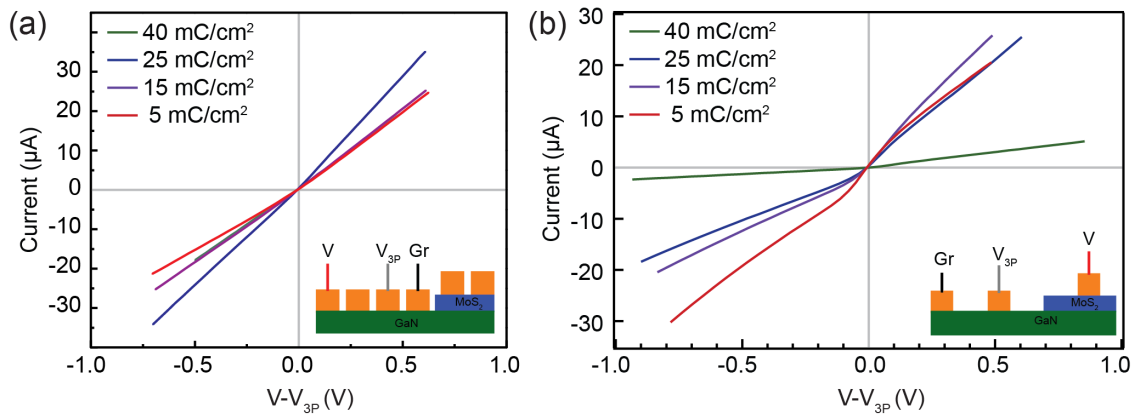 (a)
40 mC/cm²
25 mC/cm²
15 mC/cm²
5 mC/cm²
30
20
10
0
-10
-20
-30
Current (µA)
V
V₃P
Gr
MoS₂
GaN
-1.0
-0.5
0.0
0.5
1.0
V-V₃P (V)
(b)
40 mC/cm²
25 mC/cm²
15 mC/cm²
5 mC/cm²
30
20
10
0
-10
-20
-30
Current (µA)
Gr
V₃P
V
MoS₂
GaN
-1.0
-0.5
0
0.5
1.0
V-V₃P (V)